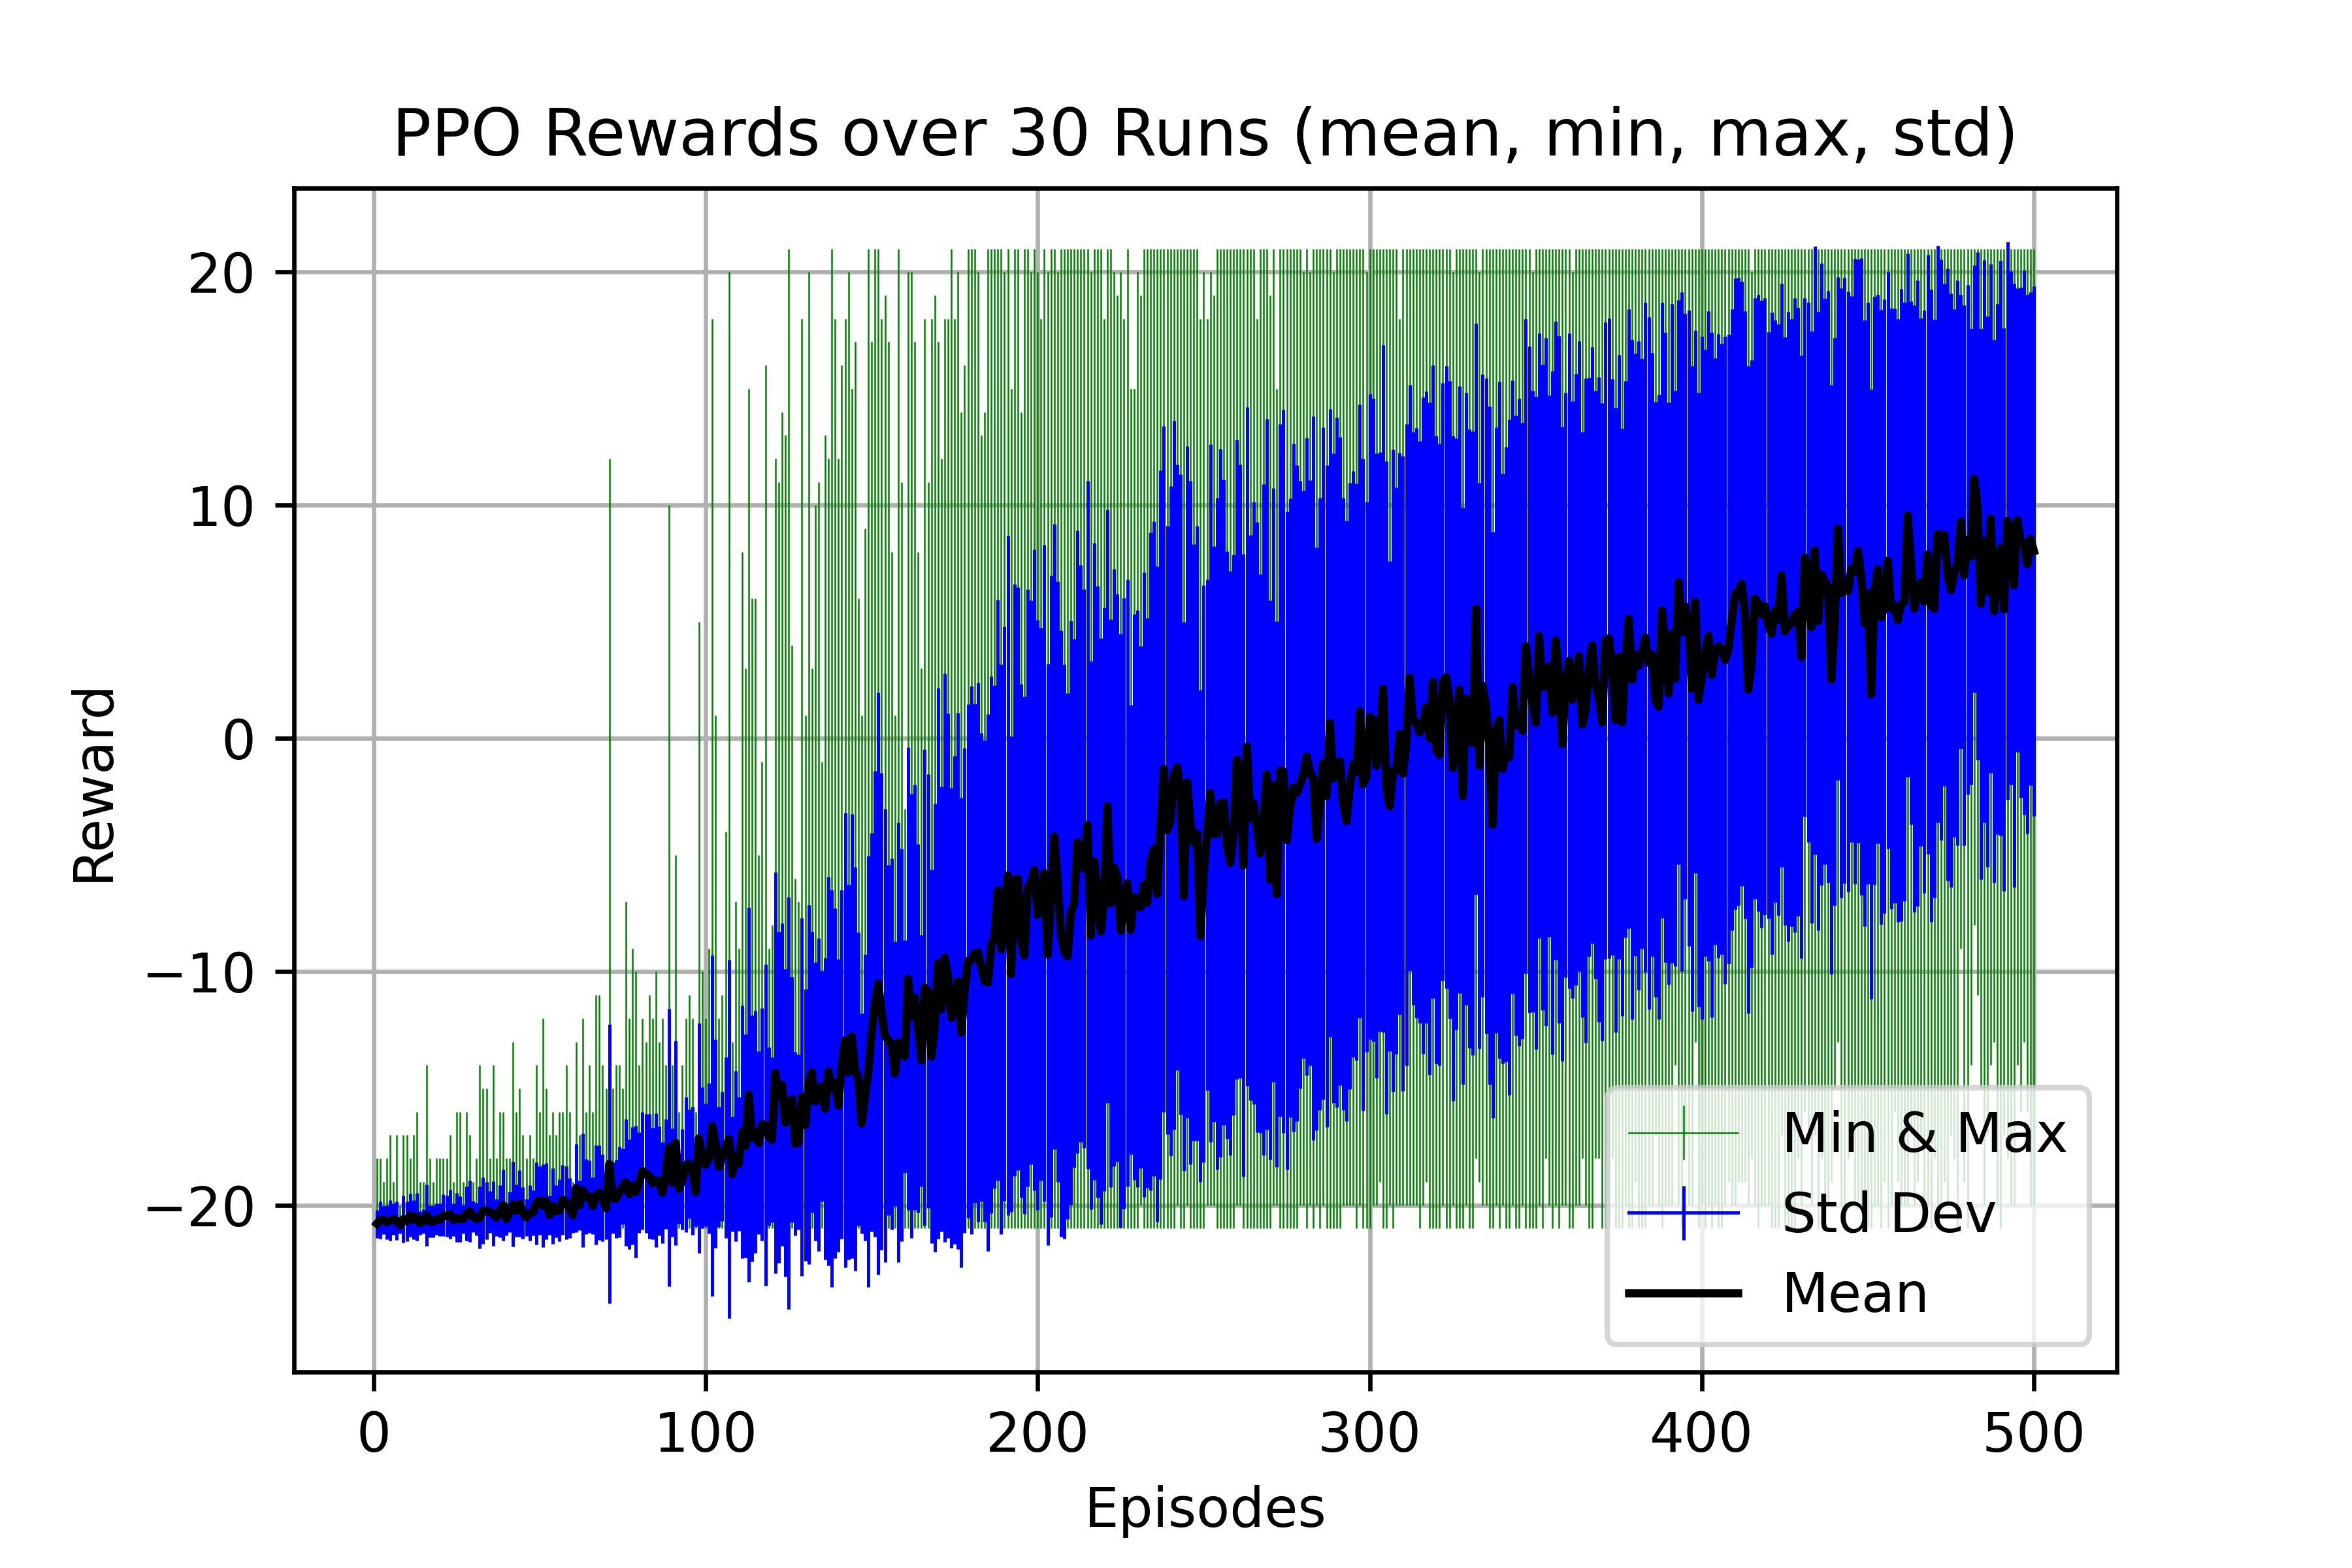 PPO Rewards over 30 Runs (mean, min, max, std)
20
10
0
−10
−20
Reward
Min & Max
Std Dev
Mean
0 100 200 300 400 500
Episodes